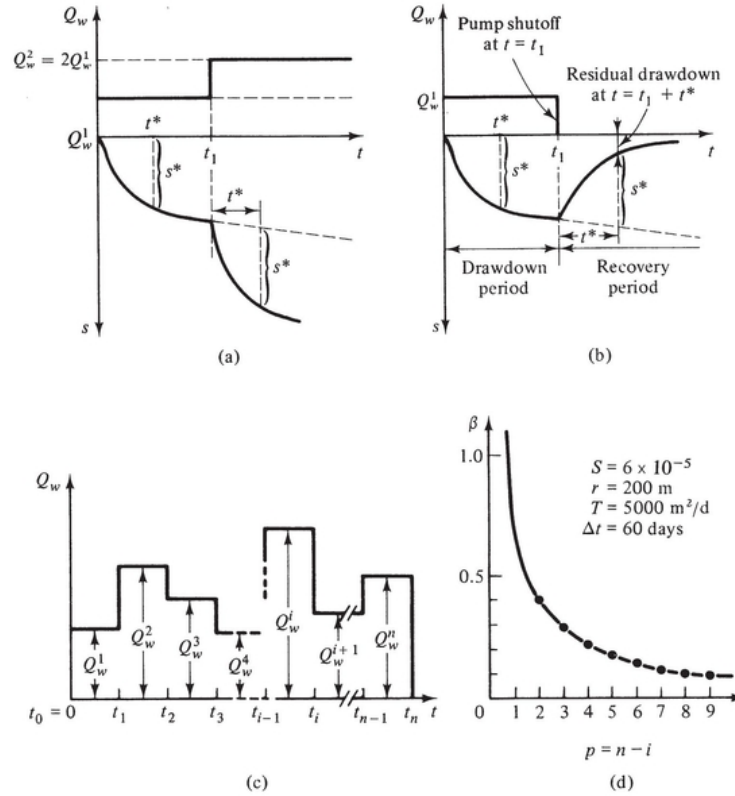 Q_w
Q_w^2 = 2Q_w^1
Q_w^1
t*
t_1
t
s*
t*
s*
s
(a)
Q_w
Pump shutoff
at t = t_1
Residual drawdown
at t = t_1 + t*
Q_w^1
t*
t_1
t
s*
s*
t*
Drawdown
period
Recovery
period
s
(b)
Q_w
Q_w^1
Q_w^2
Q_w^3
Q_w^4
Q_w^i
Q_w^{i+1}
Q_w^n
t_0 = 0 t_1 t_2 t_3 t_{i-1} t_i t_{n-1} t_n t
(c)
β
1.0
S = 6 × 10^{-5}
r = 200 m
T = 5000 m²/d
Δt = 60 days
0.5
0 1 2 3 4 5 6 7 8 9
p = n - i
(d)